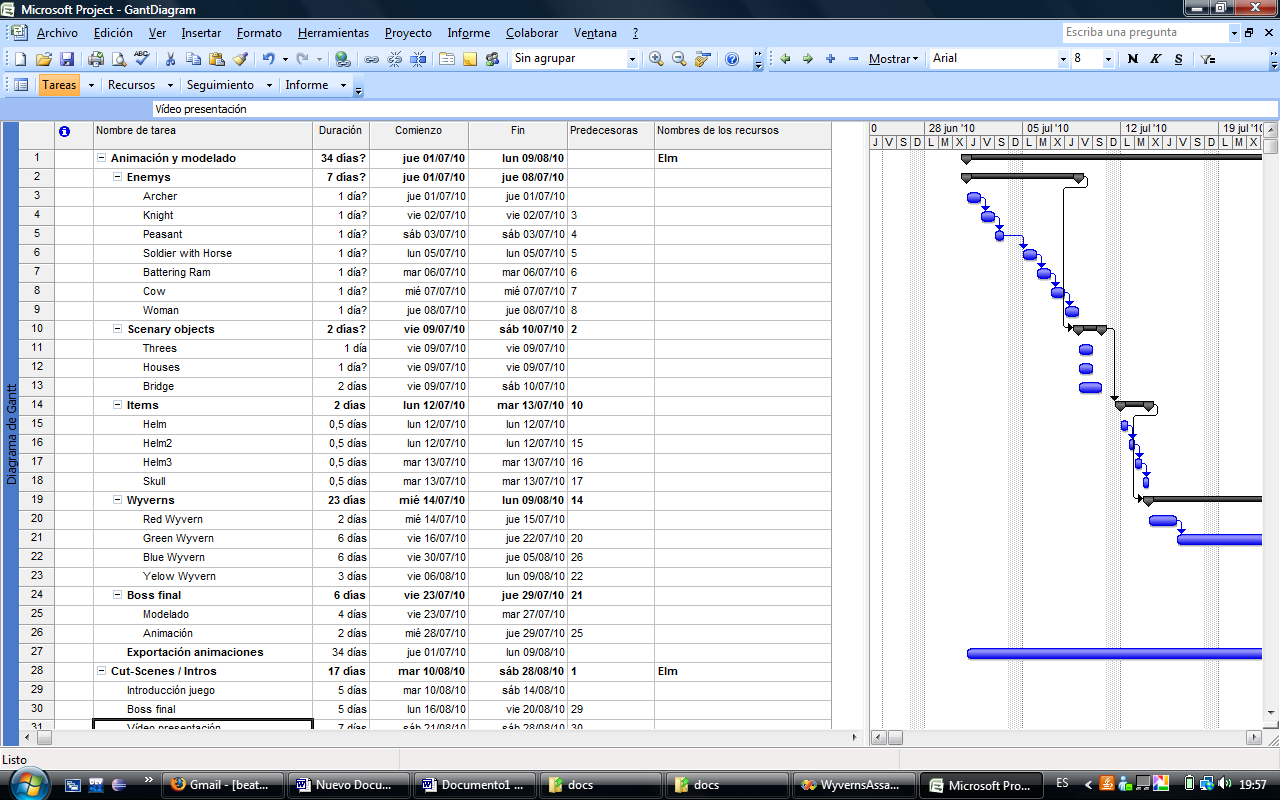 Microsoft Project - GantDiagram
Archivo Edición Ver Insertar Formato Herramientas Proyecto Informe Colaborar Ventana ? Escriba una pregunta
Sin agrupar Mostrar Arial 8 N K S
Tareas Recursos Seguimiento Informe
Vídeo presentación
Nombre de tarea Duración Comienzo Fin Predecesoras Nombres de los recursos 0 28 jun '10 05 jul '10 12 jul '10 19 jul '10
J V S D L M X J V S D L M X J V S D L M X J V S D L M X
1 Animación y modelado 34 días? jue 01/07/10 lun 09/08/10 Elm
2 Enemys 7 días? jue 01/07/10 jue 08/07/10
3 Archer 1 día? jue 01/07/10 jue 01/07/10
4 Knight 1 día? vie 02/07/10 vie 02/07/10 3
5 Peasant 1 día? sáb 03/07/10 sáb 03/07/10 4
6 Soldier with Horse 1 día? lun 05/07/10 lun 05/07/10 5
7 Battering Ram 1 día? mar 06/07/10 mar 06/07/10 6
8 Cow 1 día? mié 07/07/10 mié 07/07/10 7
9 Woman 1 día? jue 08/07/10 jue 08/07/10 8
10 Scenary objects 2 días? vie 09/07/10 sáb 10/07/10 2
11 Threes 1 día vie 09/07/10 vie 09/07/10
12 Houses 1 día? vie 09/07/10 vie 09/07/10
13 Bridge 2 días vie 09/07/10 sáb 10/07/10
14 Items 2 días lun 12/07/10 mar 13/07/10 10
15 Helm 0,5 días lun 12/07/10 lun 12/07/10
16 Helm2 0,5 días lun 12/07/10 lun 12/07/10 15
17 Helm3 0,5 días mar 13/07/10 mar 13/07/10 16
18 Skull 0,5 días mar 13/07/10 mar 13/07/10 17
19 Wyverns 23 días mié 14/07/10 lun 09/08/10 14
20 Red Wyvern 2 días mié 14/07/10 jue 15/07/10
21 Green Wyvern 6 días vie 16/07/10 jue 22/07/10 20
22 Blue Wyvern 6 días vie 30/07/10 jue 05/08/10 26
23 Yelow Wyvern 3 días vie 06/08/10 lun 09/08/10 22
24 Boss final 6 días vie 23/07/10 jue 29/07/10 21
25 Modelado 4 días vie 23/07/10 mar 27/07/10
26 Animación 2 días mié 28/07/10 jue 29/07/10 25
27 Exportación animaciones 34 días jue 01/07/10 lun 09/08/10
28 Cut-Scenes / Intros 17 días mar 10/08/10 sáb 28/08/10 1 Elm
29 Introducción juego 5 días mar 10/08/10 sáb 14/08/10
30 Boss final 5 días lun 16/08/10 vie 20/08/10 29
31 Vídeo presentación 7 días sáb 21/08/10 sáb 28/08/10 30
Diagrama de Gantt
Listo
Gmail - [beat... Nuevo Docum... Documento1 ... docs docs WyvernsAssa... Microsoft Pro... ES 19:57